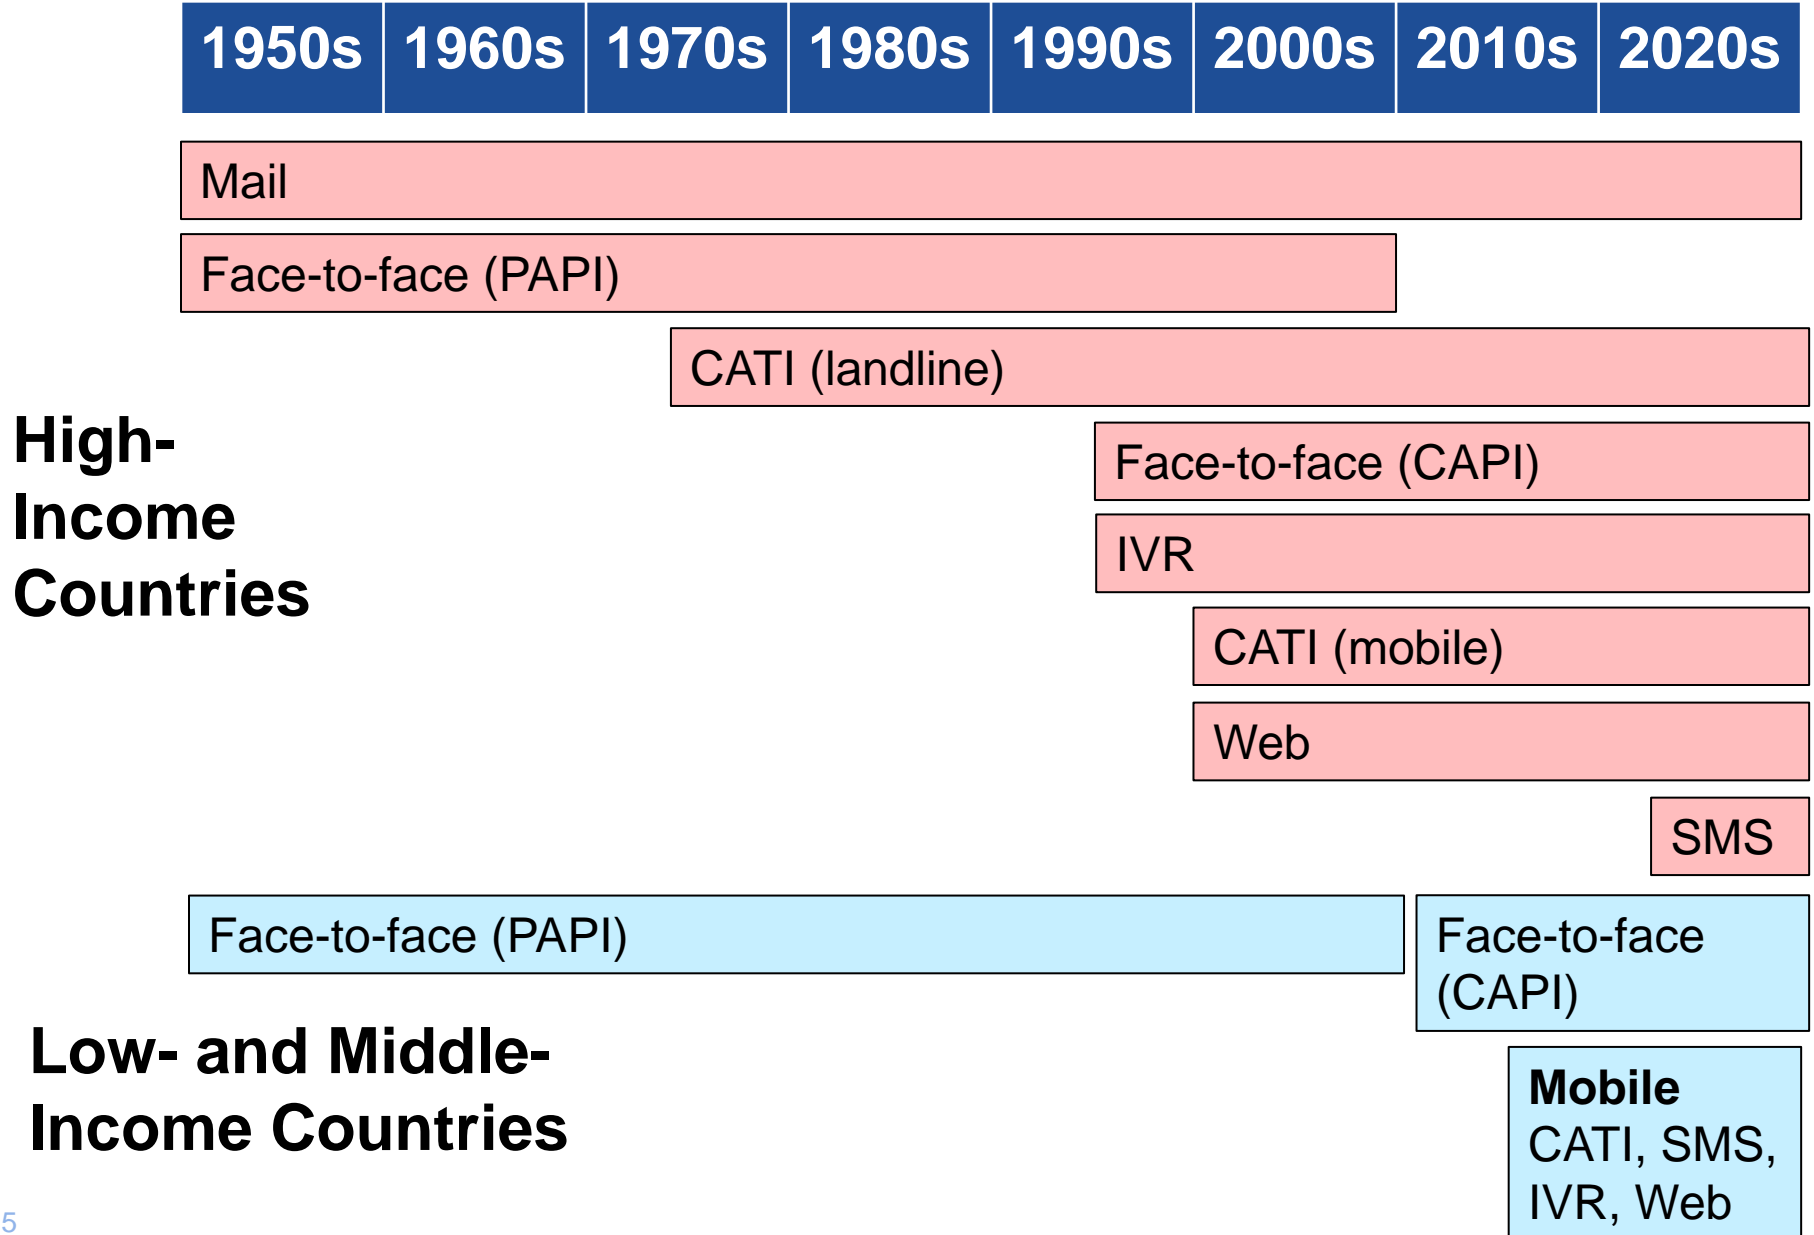 1950s 1960s 1970s 1980s 1990s 2000s 2010s 2020s
Mail
Face-to-face (PAPI)
CATI (landline)
High-
Income
Countries
Face-to-face (CAPI)
IVR
CATI (mobile)
Web
SMS
Face-to-face (PAPI)
Face-to-face
(CAPI)
Low- and Middle-
Income Countries
Mobile
CATI, SMS,
IVR, Web
5